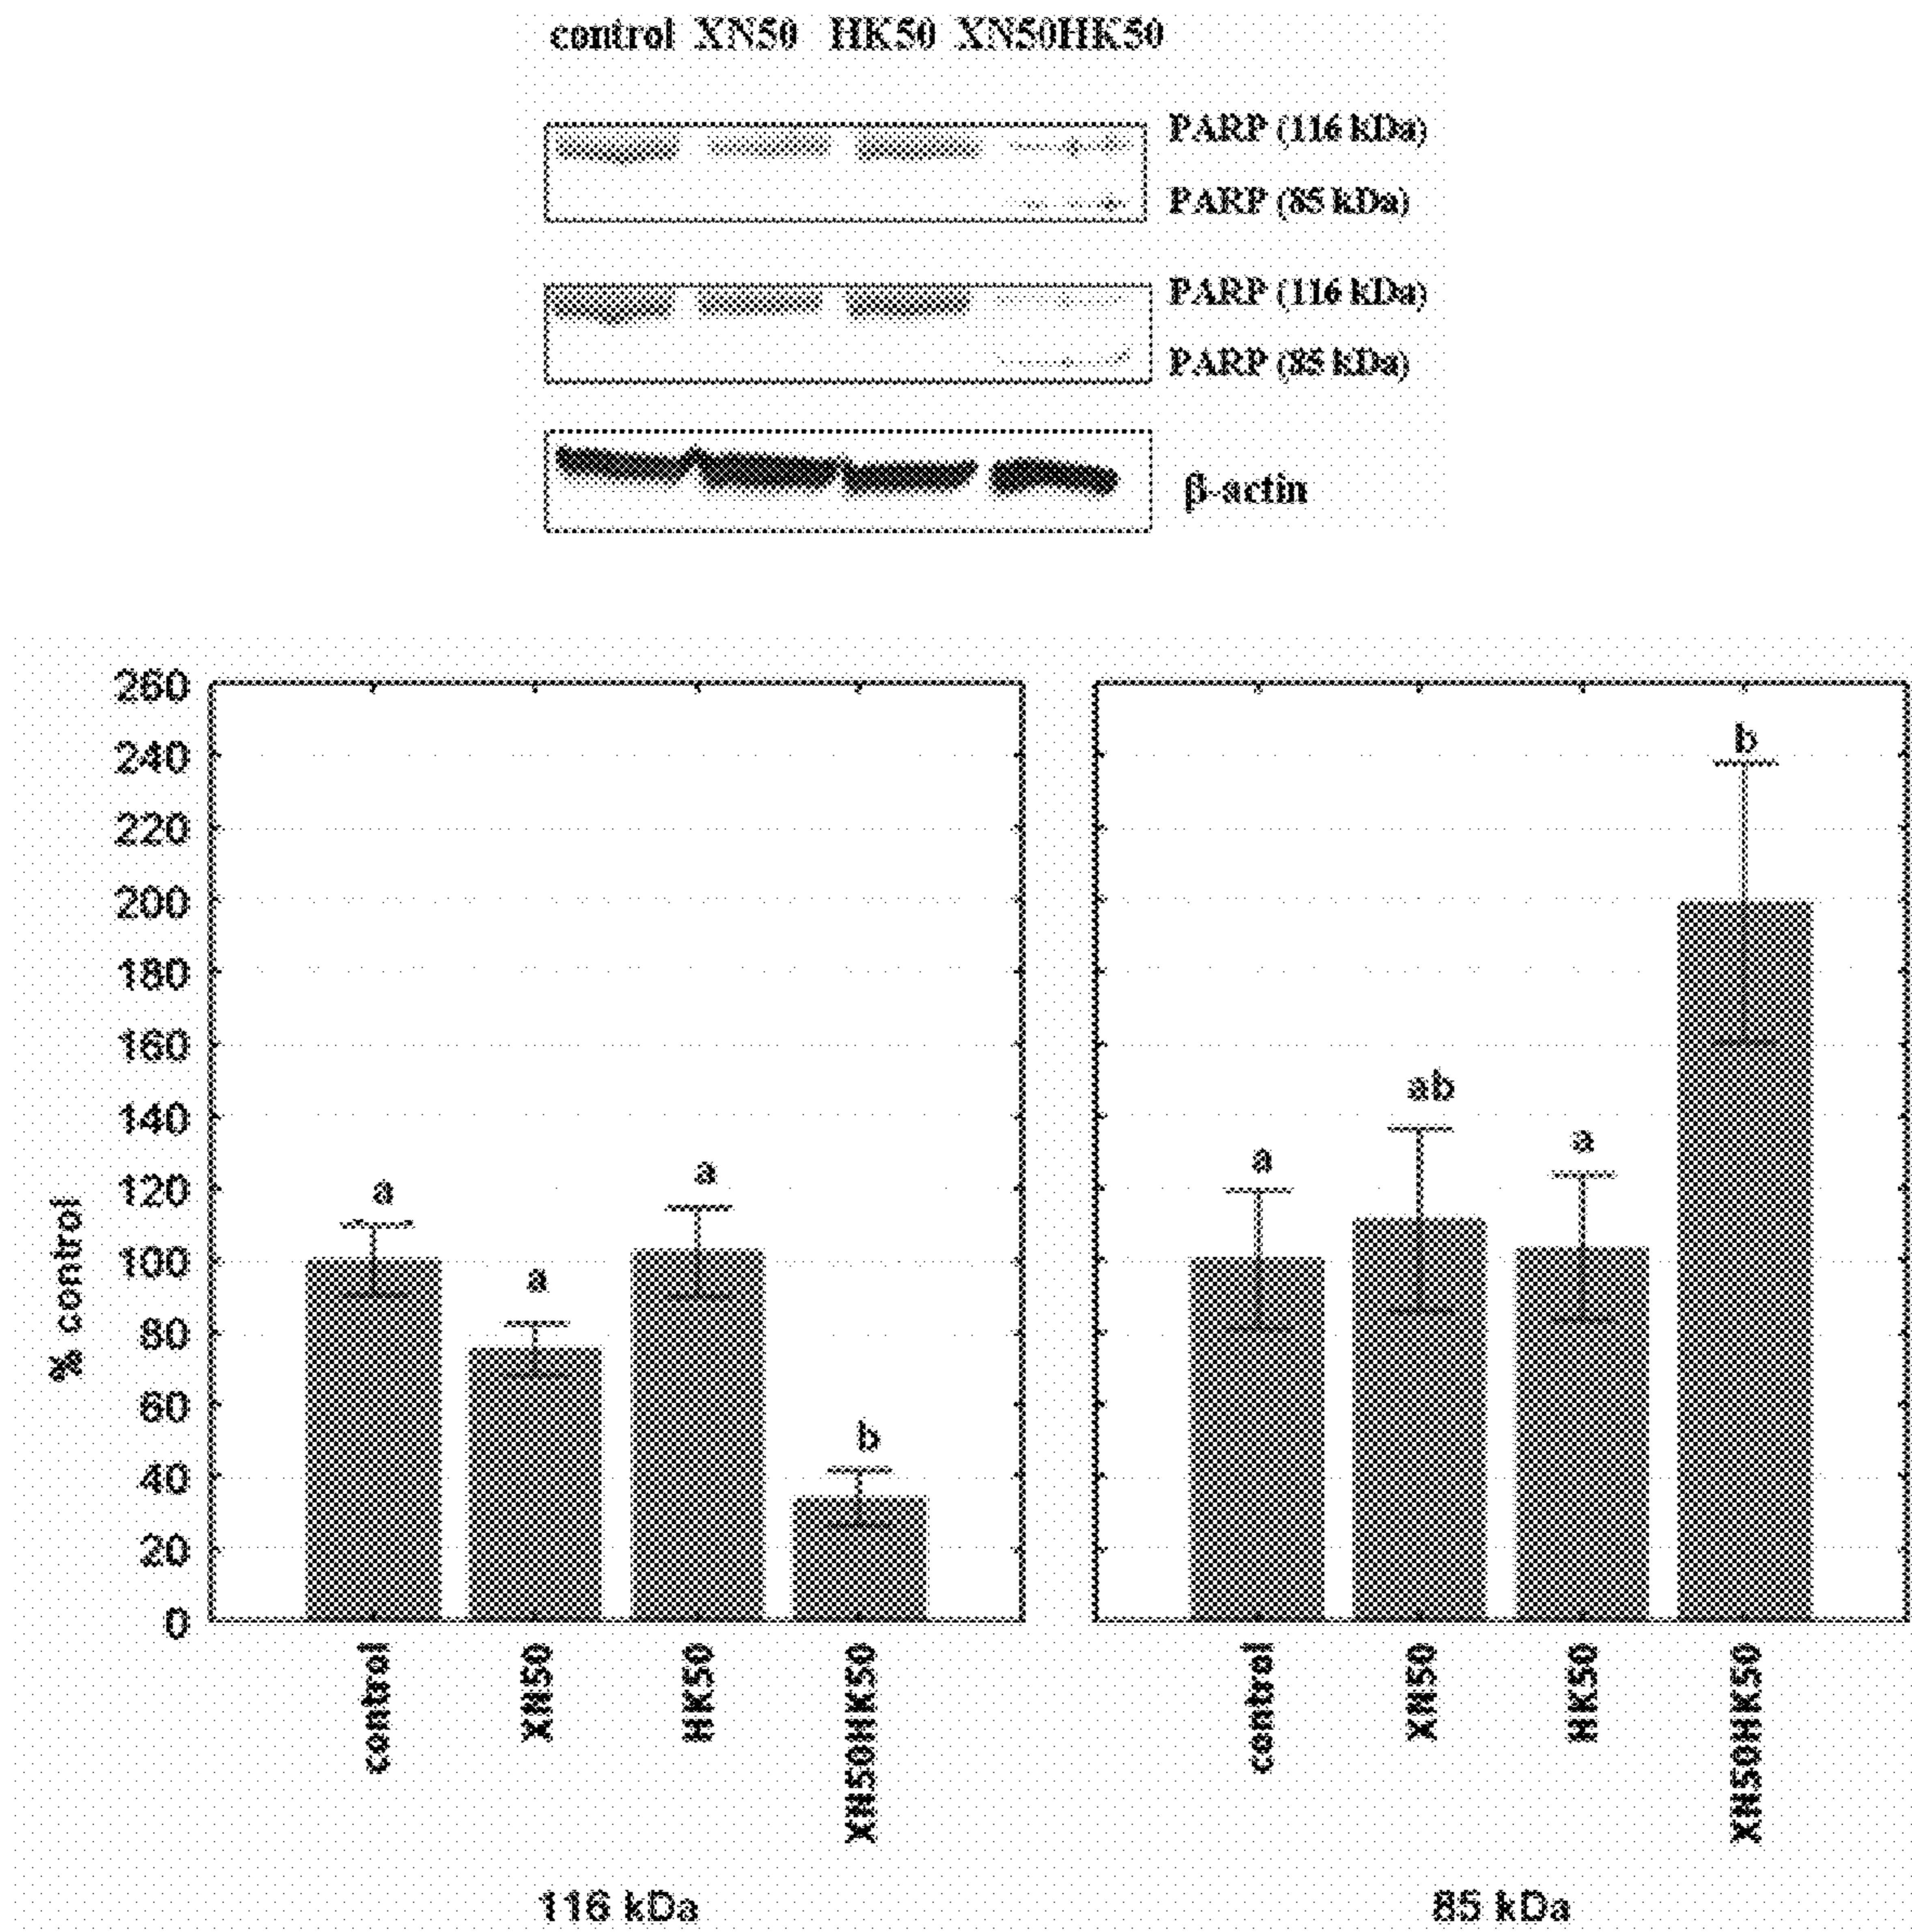 control XN50 HK50 XN50HK50
PARP (116 kDa)
PARP (85 kDa)
PARP (116 kDa)
PARP (85 kDa)
β-actin
% control
260
240
220
200
180
160
140
120
100
80
60
40
20
0
a
a
a
b
a
ab
a
b
control
XN50
HK50
XN50HK50
control
XN50
HK50
XN50HK50
116 kDa
85 kDa